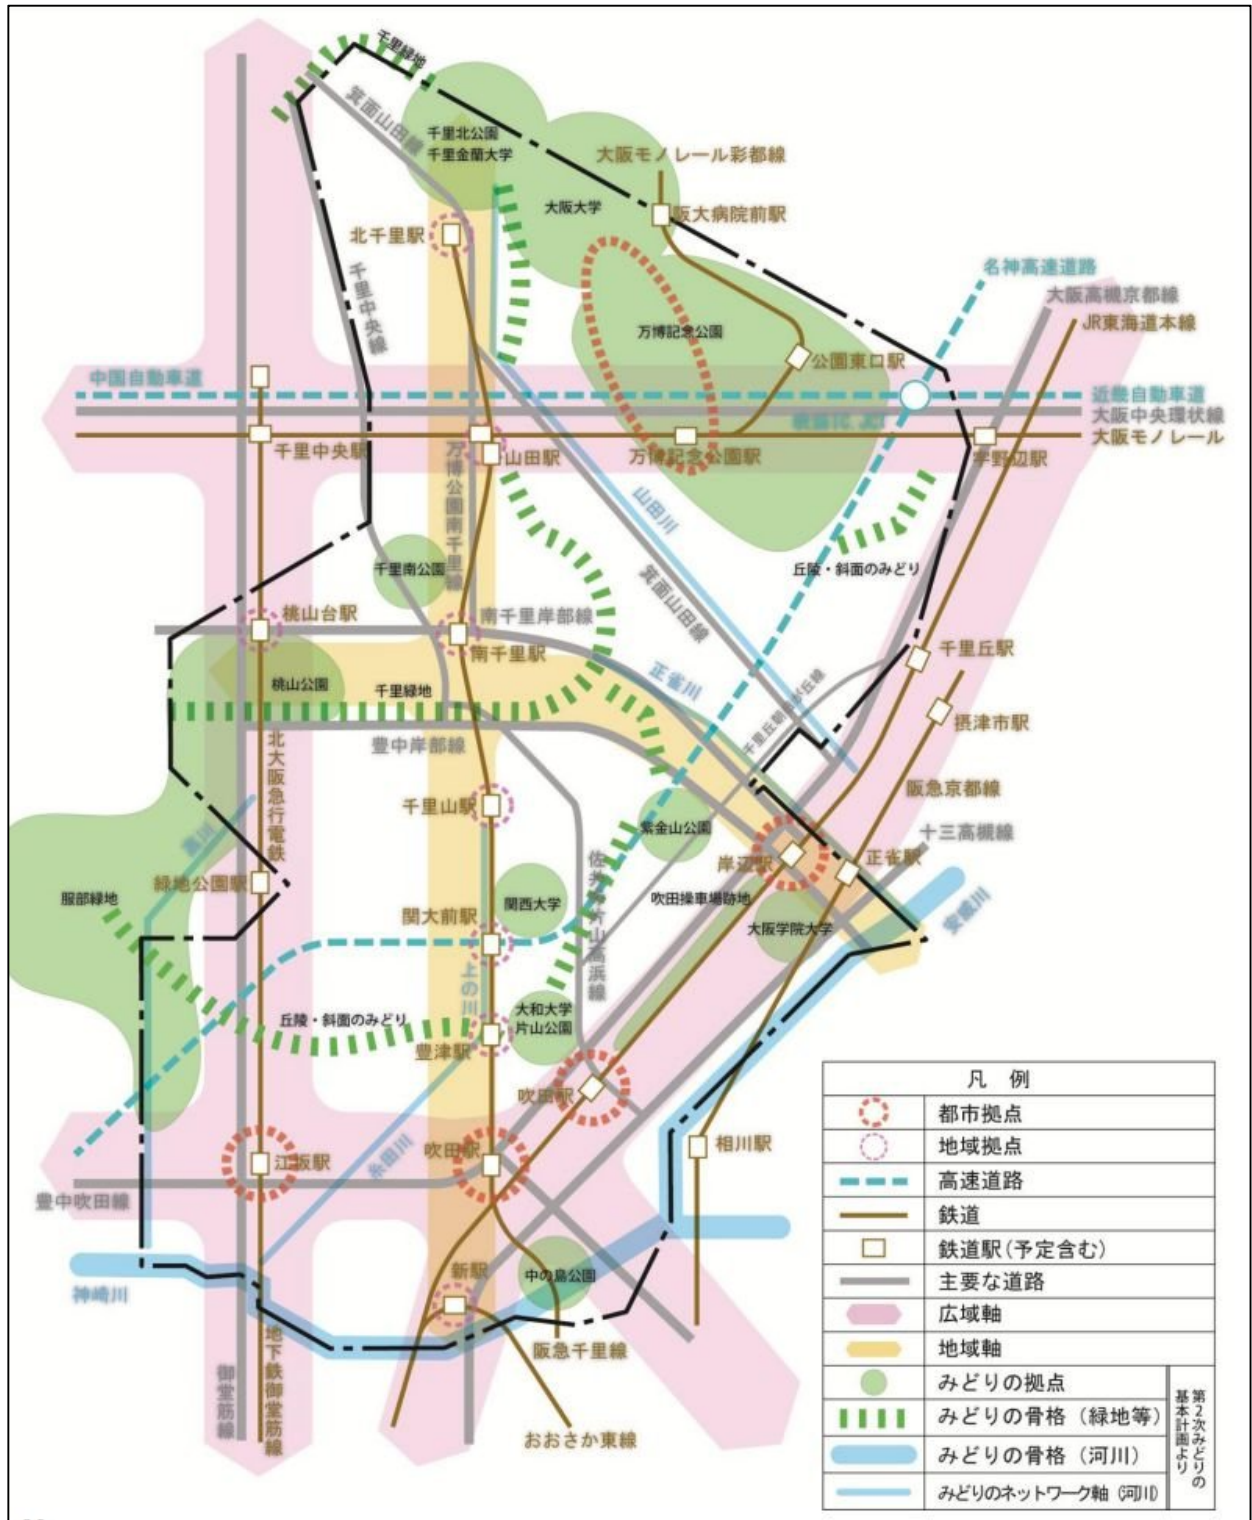 千里緑地
箕面山田線
千里北公園
千里金蘭大学
大阪モノレール彩都線
大阪大学
阪大病院前駅
北千里駅
千里中央線
名神高速道路
大阪高槻京都線
JR東海道本線
万博記念公園
公園東口駅
中国自動車道
近畿自動車道
大阪中央環状線
大阪モノレール
千里中央駅
山田駅
万博記念公園駅
宇野辺駅
万博公園南千里線
山田川
千里南公園
箕面山田線
丘陵・斜面のみどり
桃山台駅
南千里岸部線
南千里駅
千里丘駅
正雀川
桃山公園
千里緑地
摂津市駅
豊中岸部線
北大阪急行電鉄
千里山駅
阪急京都線
紫金山公園
十三高槻線
岸辺駅
正雀駅
緑地公園駅
服部緑地
関西大学
吹田操車場跡地
関大前駅
大阪学院大学
安威川
上の川
大和大学
片山公園
丘陵・斜面のみどり
豊津駅
吹田駅
相川駅
江坂駅
吹田駅
糸田川
豊中吹田線
神崎川
新駅
中の島公園
阪急千里線
御堂筋線
地下鉄御堂筋線
おおさか東線
凡 例
都市拠点
地域拠点
高速道路
鉄道
鉄道駅(予定含む)
主要な道路
広域軸
地域軸
みどりの拠点
みどりの骨格(緑地等)
みどりの骨格(河川)
みどりのネットワーク軸(河川)
第2次みどりの
基本計画より